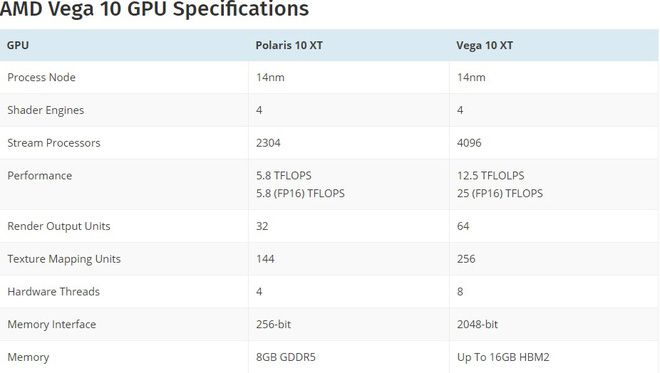 AMD Vega 10 GPU Specifications
GPU Polaris 10 XT Vega 10 XT
Process Node 14nm 14nm
Shader Engines 4 4
Stream Processors 2304 4096
Performance 5.8 TFLOPS 12.5 TFLOLPS
5.8 (FP16) TFLOPS 25 (FP16) TFLOPS
Render Output Units 32 64
Texture Mapping Units 144 256
Hardware Threads 4 8
Memory Interface 256-bit 2048-bit
Memory 8GB GDDR5 Up To 16GB HBM2